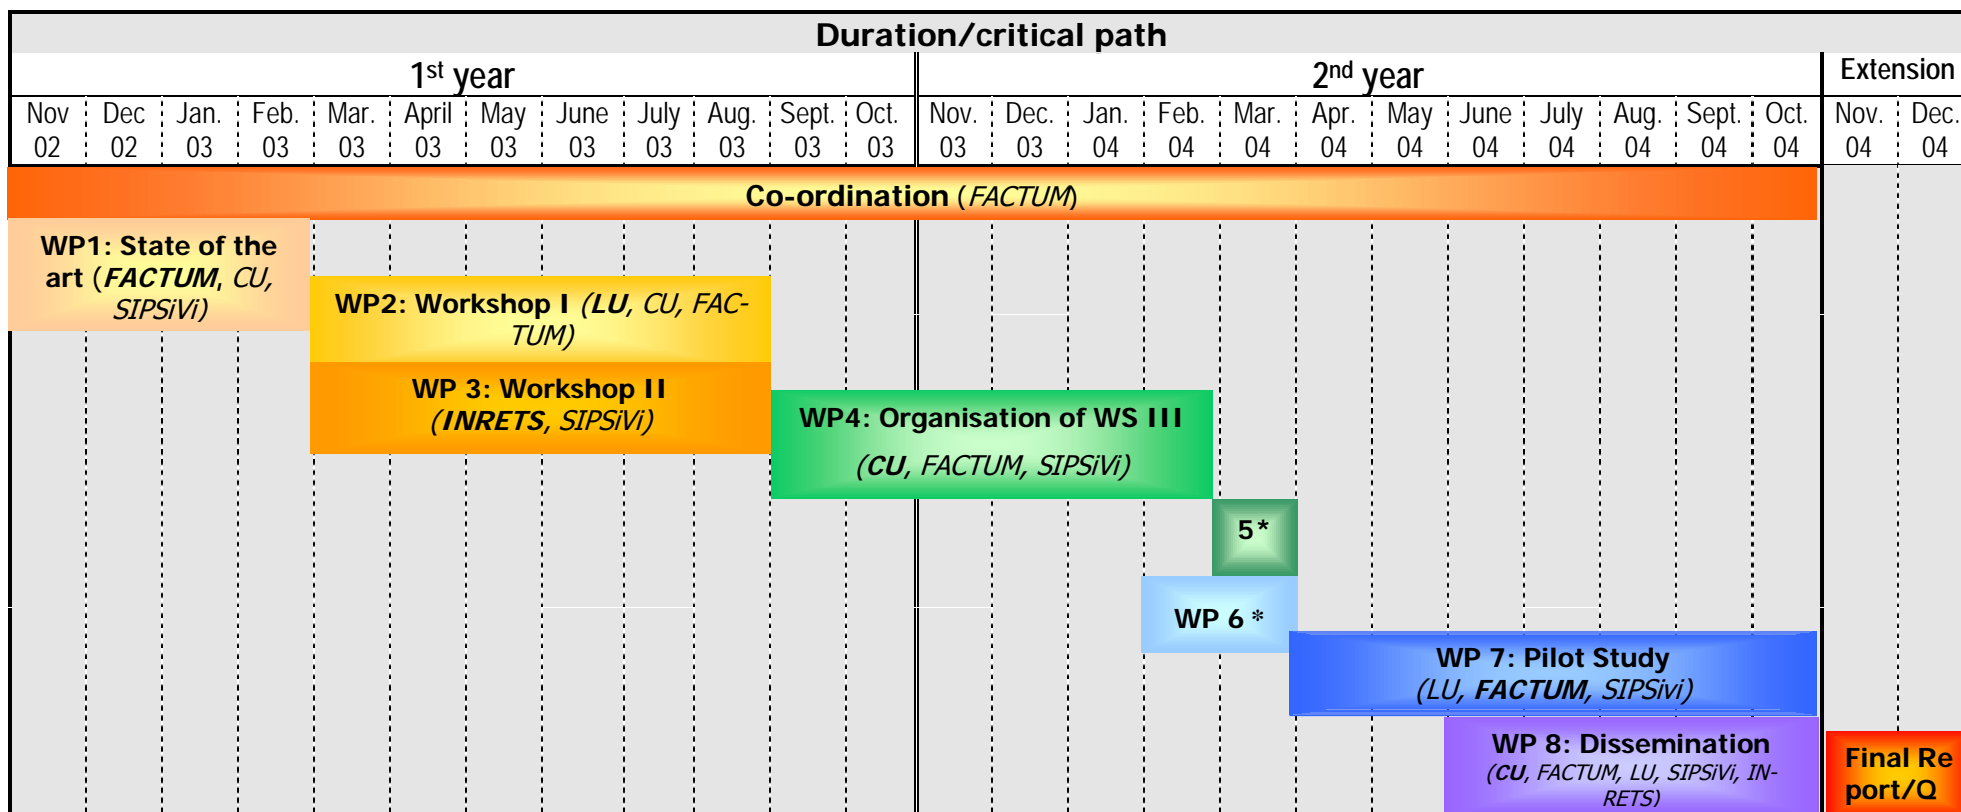 Duration/critical path
1st year 2nd year Extension
Nov Dec Jan. Feb. Mar. April May June July Aug. Sept. Oct. Nov. Dec. Jan. Feb. Mar. Apr. May June July Aug. Sept. Oct. Nov. Dec.
02 02 03 03 03 03 03 03 03 03 03 03 03 03 04 04 04 04 04 04 04 04 04 04 04 04
Co-ordination (FACTUM)
WP1: State of the
art (FACTUM, CU,
SIPSiVi)
WP2: Workshop I (LU, CU, FAC-
TUM)
WP 3: Workshop II
(INRETS, SIPSiVi)
WP4: Organisation of WS III
(CU, FACTUM, SIPSiVi)
5*
WP 6 *
WP 7: Pilot Study
(LU, FACTUM, SIPSivi)
WP 8: Dissemination
(CU, FACTUM, LU, SIPSiVi, IN-
RETS)
Final Re
port/Q